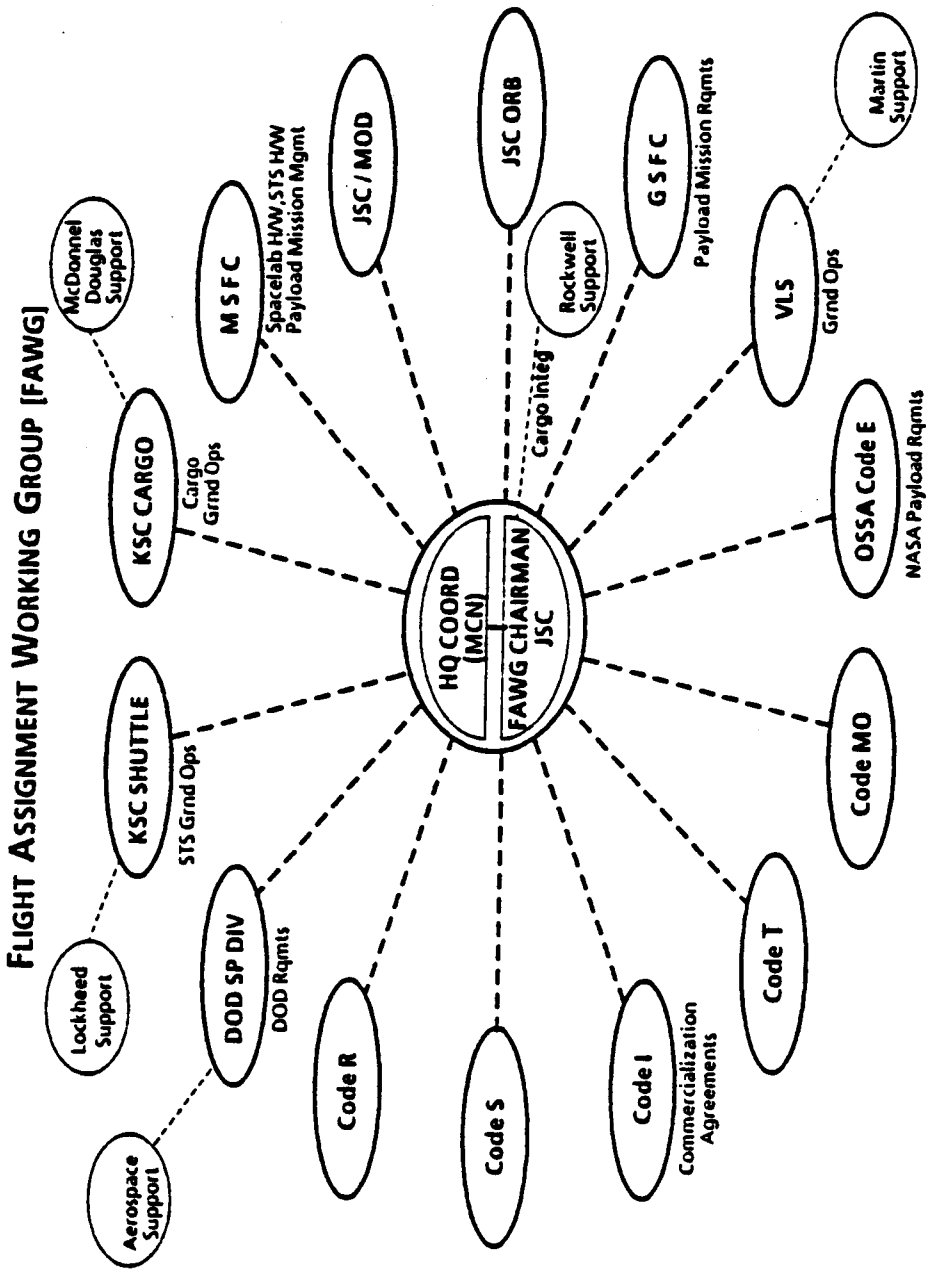 FLIGHT ASSIGNMENT WORKING GROUP [FAWG]
Lockheed
Support
McDonnel
Douglas
Support
Aerospace
Support
KSC SHUTTLE
STS Grnd Ops
KSC CARGO
Cargo
Grnd Ops
DOD SP DIV
DOD Rqmts
M S F C
Spacelab H/W, STS H/W
Payload Mission Mgmt
Code R
JSC / MOD
HQ COORD
(MCN)
FAWG CHAIRMAN
JSC
Code S
JSC ORB
Cargo Integ
Rockwell
Support
Code I
Commercialization
Agreements
G S F C
Payload Mission Rqmts
Code T
VLS
Grnd Ops
Martin
Support
Code MO
OSSA Code E
NASA Payload Rqmts